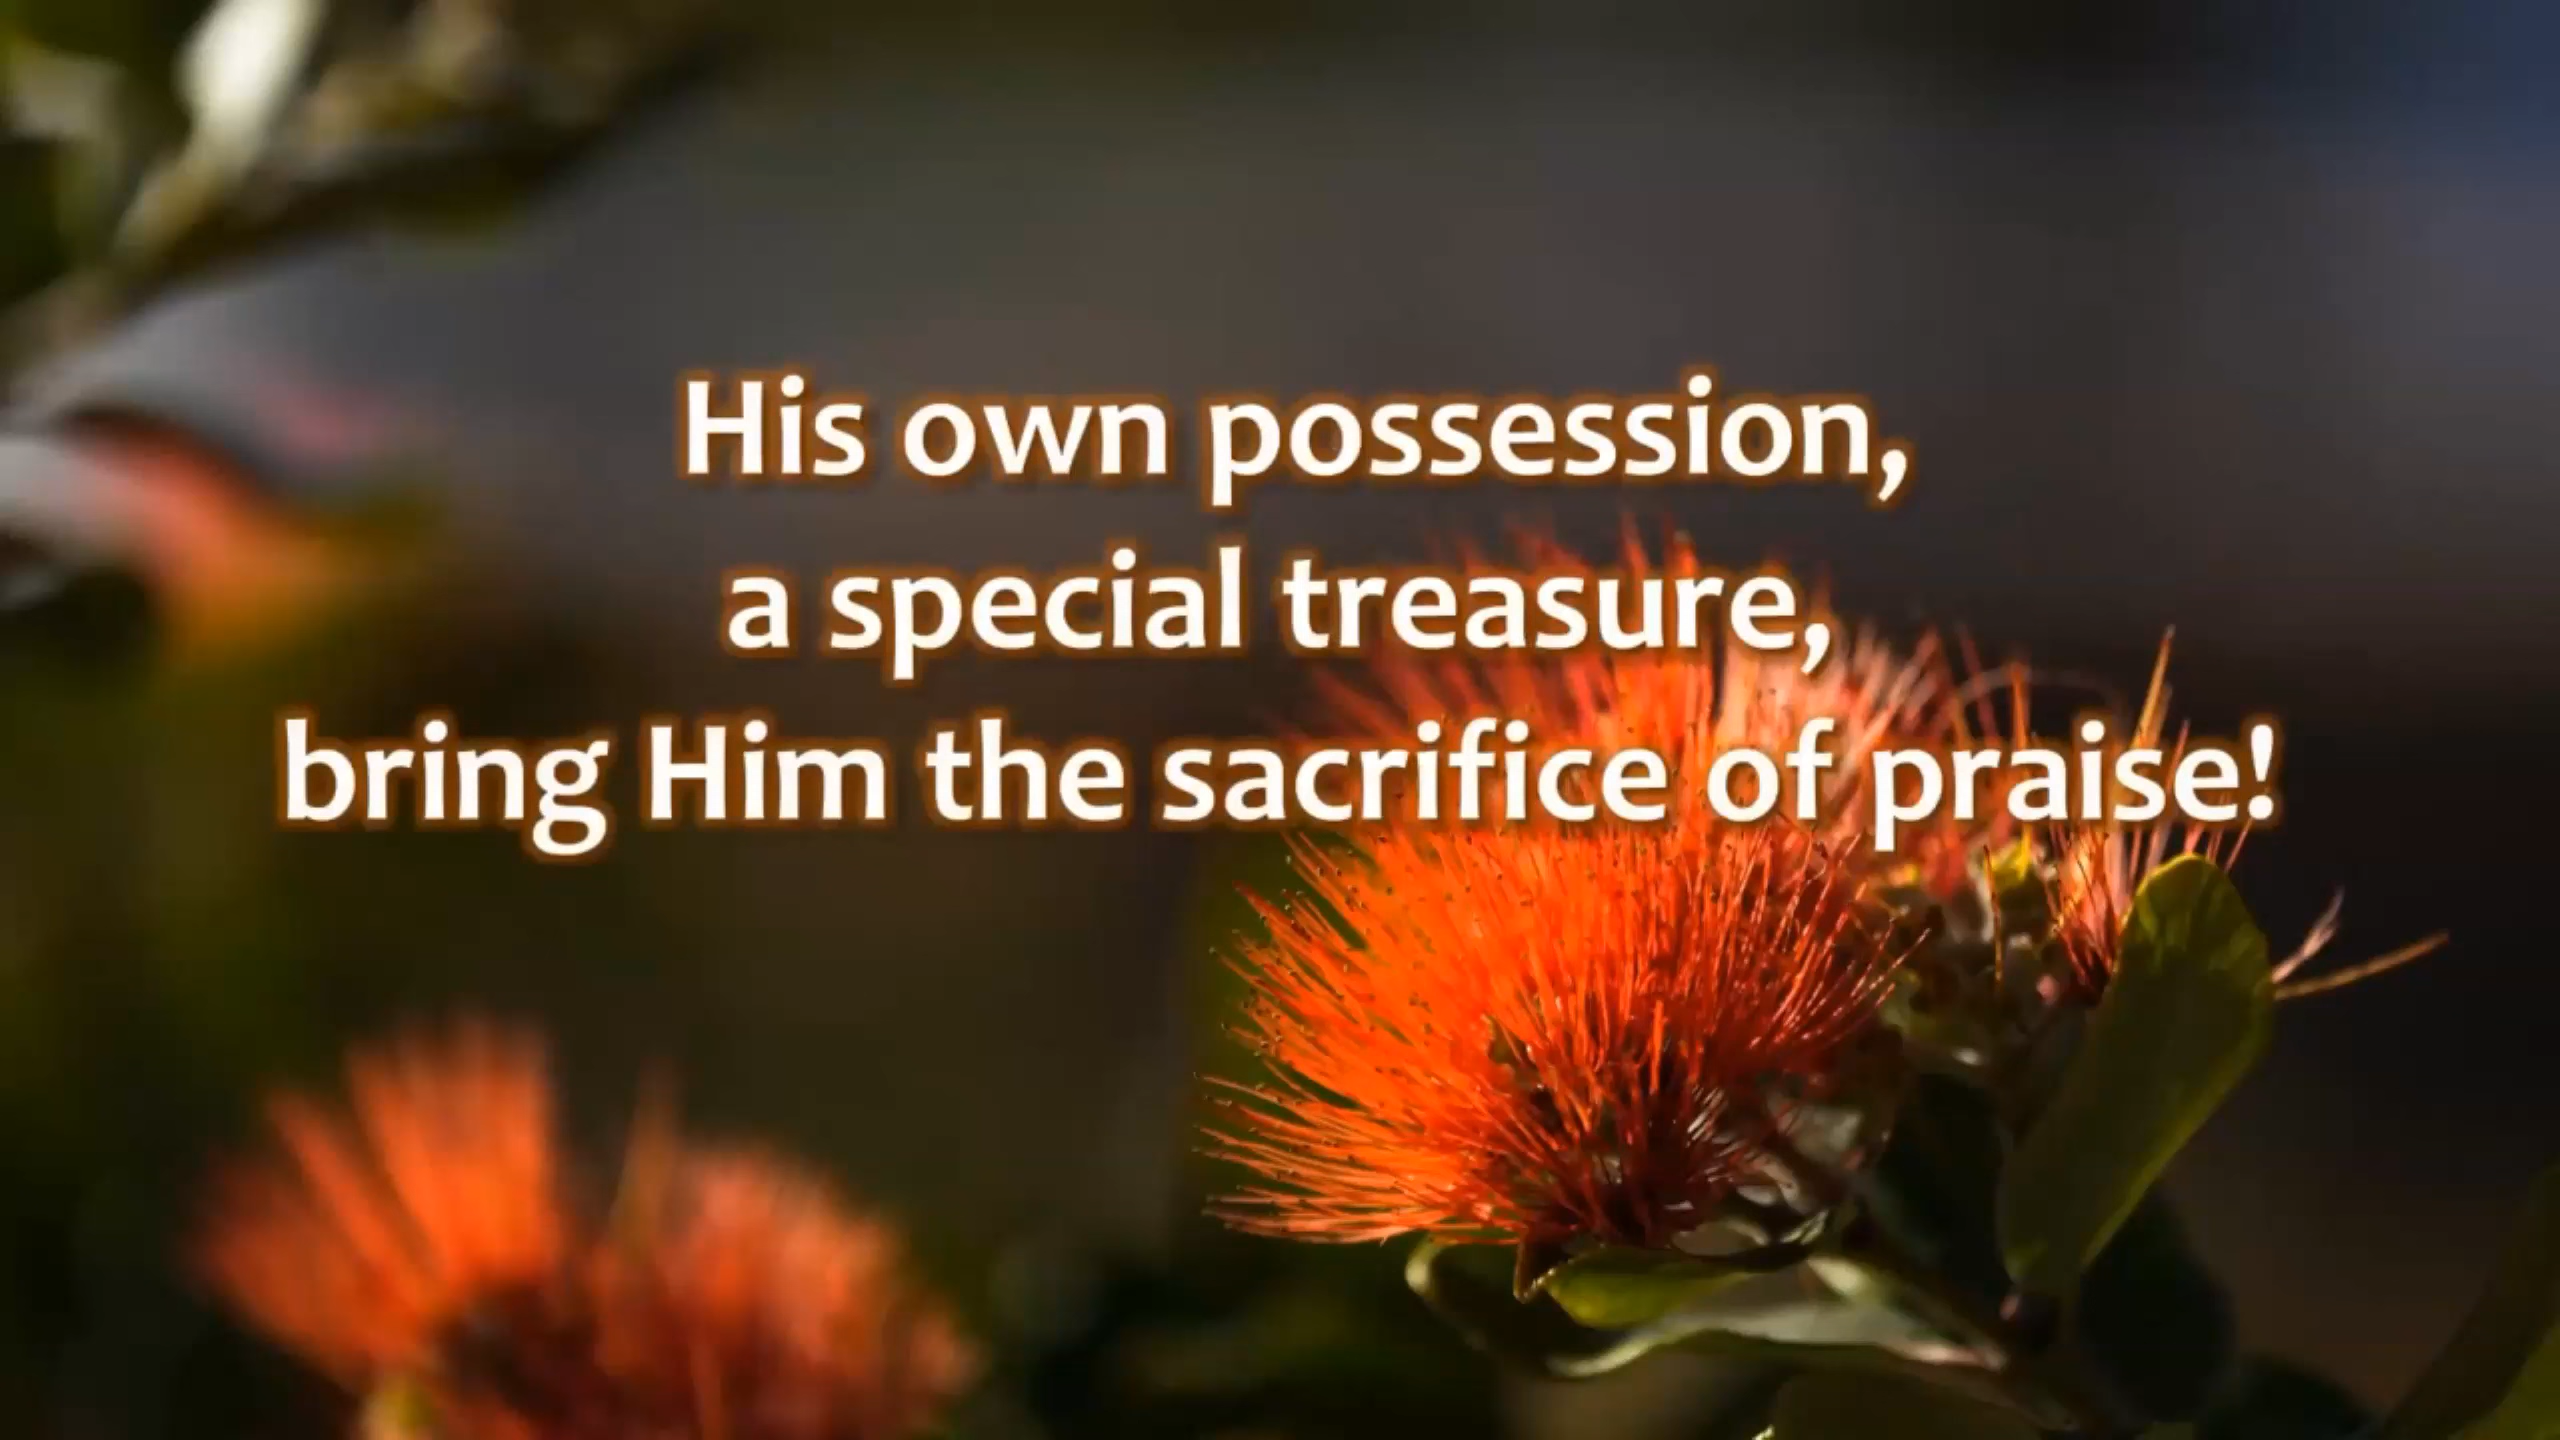 His own possession,
a special treasure,
bring Him the sacrifice of praise!